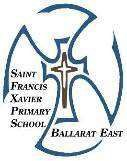 SAINT
FRANCIS
XAVIER
PRIMARY
SCHOOL
BALLARAT EAST